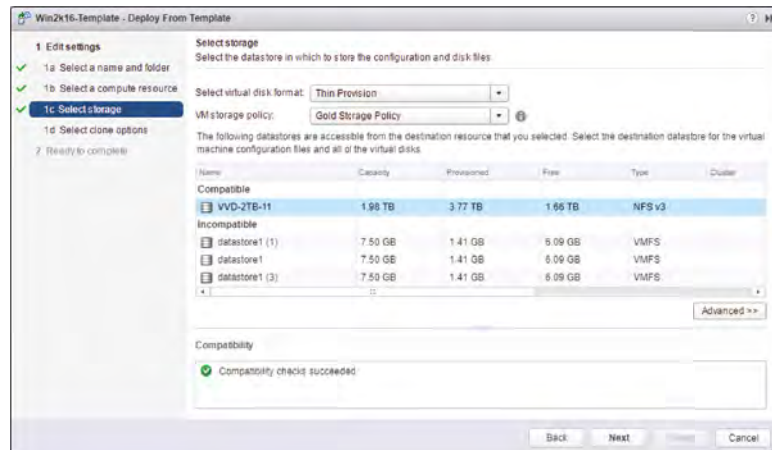 Win2k16-Template - Deploy From Template
1 Edit settings
1a Select a name and folder
1b Select a compute resource
1c Select storage
1d Select clone options
2 Ready to complete
Select storage
Select the datastore in which to store the configuration and disk files
Select virtual disk format: Thin Provision
VM storage policy: Gold Storage Policy
The following datastores are accessible from the destination resource that you selected. Select the destination datastore for the virtual
machine configuration files and all of the virtual disks
Name Capacity Provisioned Free Type Cluster
Compatible
VVD-2TB-11 1.98 TB 3.77 TB 1.66 TB NFS v3
Incompatible
datastore1 (1) 7.50 GB 1.41 GB 6.09 GB VMFS
datastore1 7.50 GB 1.41 GB 6.09 GB VMFS
datastore1 (3) 7.50 GB 1.41 GB 6.09 GB VMFS
Advanced >>
Compatibility
Compatibility checks succeeded
Back Next Cancel